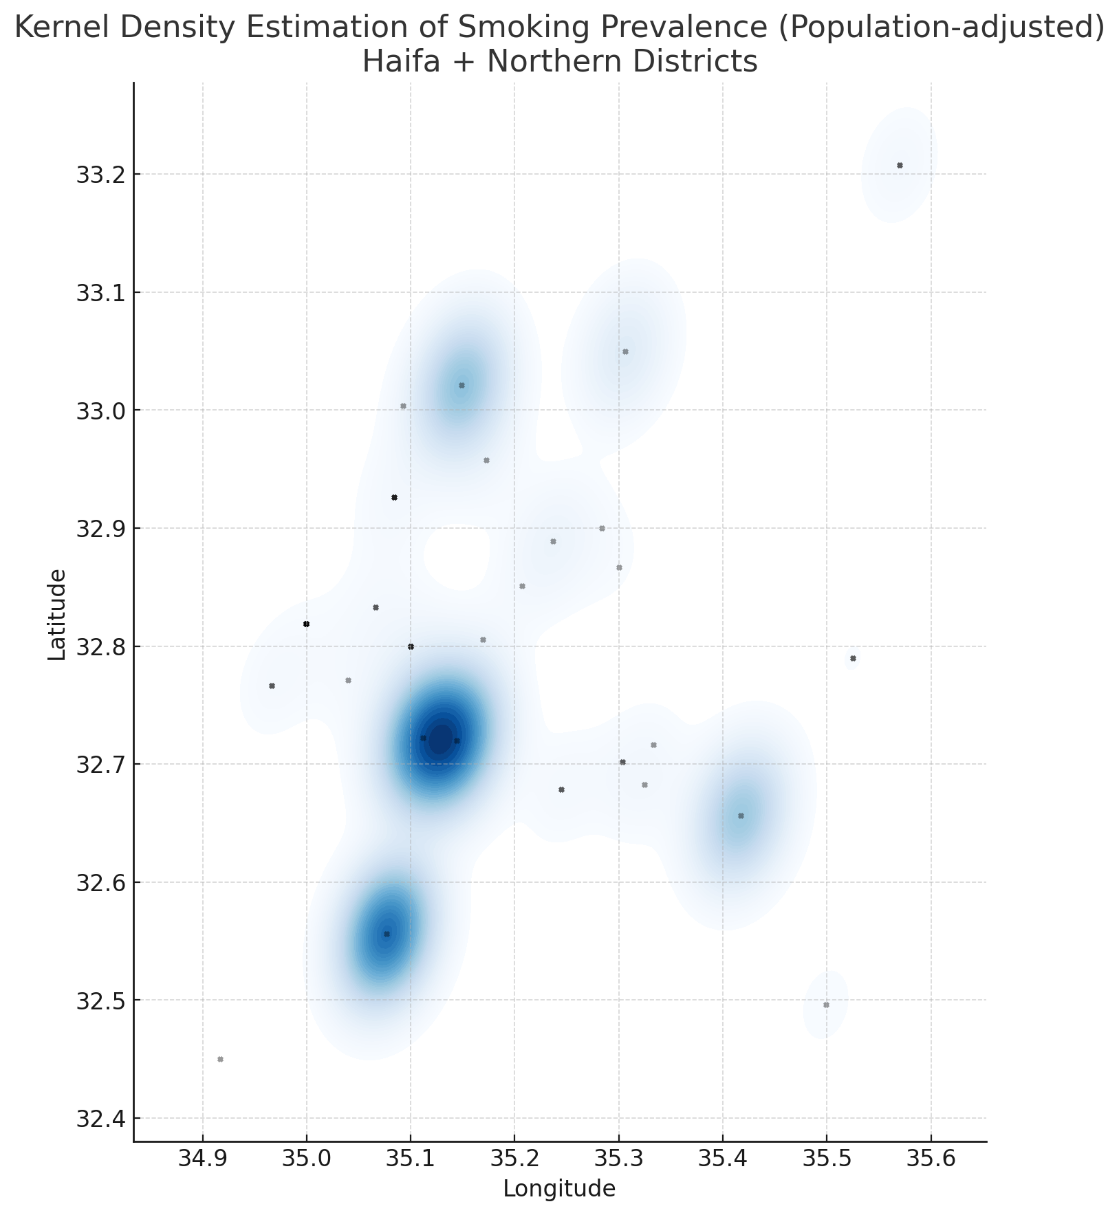 Kernel Density Estimation of Smoking Prevalence (Population-adjusted)
Haifa + Northern Districts
33.2
33.1
33.0
32.9
32.8
32.7
32.6
32.5
32.4
Latitude
34.9 35.0 35.1 35.2 35.3 35.4 35.5 35.6
Longitude